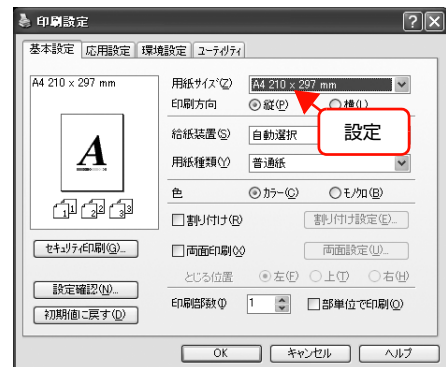 印刷設定
基本設定 応用設定 環境設定 ユーティリティ
A4 210 x 297 mm
用紙サイズ(Z) A4 210 x 297 mm
印刷方向 縦(P) 横(L)
給紙装置(S) 自動選択
設定
用紙種類(Y) 普通紙
A
色 カラー(C) モノクロ(B)
1 1 2 2 3 3
割り付け(R) 割り付け設定(E)...
セキュリティ印刷(G)...
両面印刷(X) 両面設定(U)...
とじる位置 左(F) 上(T) 右(H)
設定確認(N)...
印刷部数(I) 1 部単位で印刷(O)
初期値に戻す(D)
OK キャンセル ヘルプ